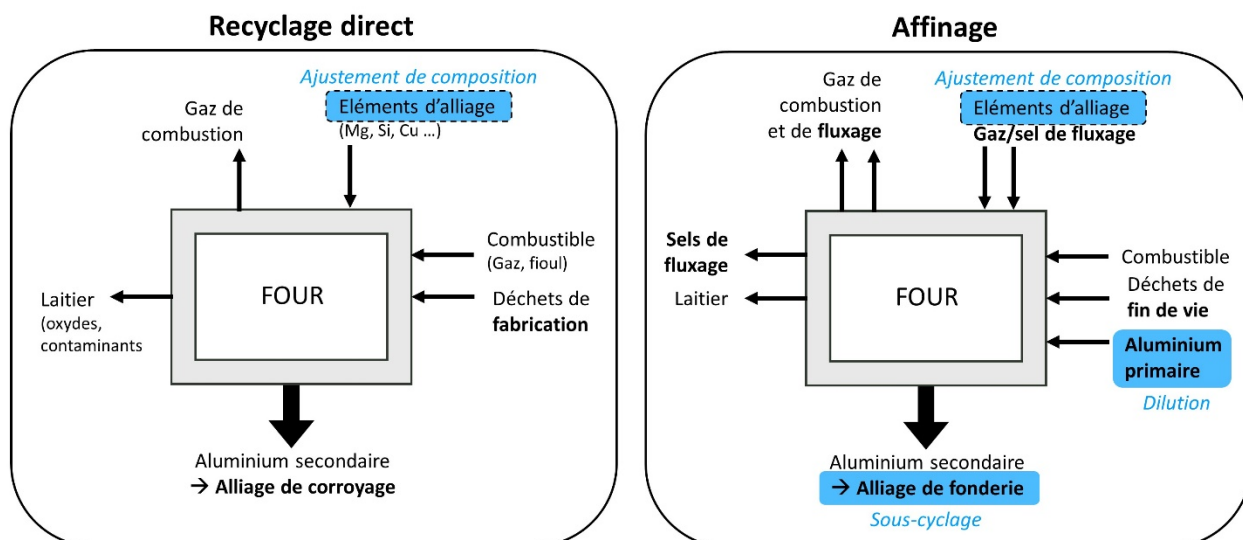 Recyclage direct
Ajustement de composition
Eléments d'alliage
(Mg, Si, Cu ...)
Gaz de
combustion
Combustible
(Gaz, fioul)
Déchets de
fabrication
FOUR
Laitier
(oxydes,
contaminants
Aluminium secondaire
→ Alliage de corroyage
Affinage
Ajustement de composition
Eléments d'alliage
Gaz/sel de fluxage
Gaz de
combustion
et de fluxage
Sels de
fluxage
Laitier
FOUR
Combustible
Déchets de
fin de vie
Aluminium
primaire
Dilution
Aluminium secondaire
→ Alliage de fonderie
Sous-cyclage